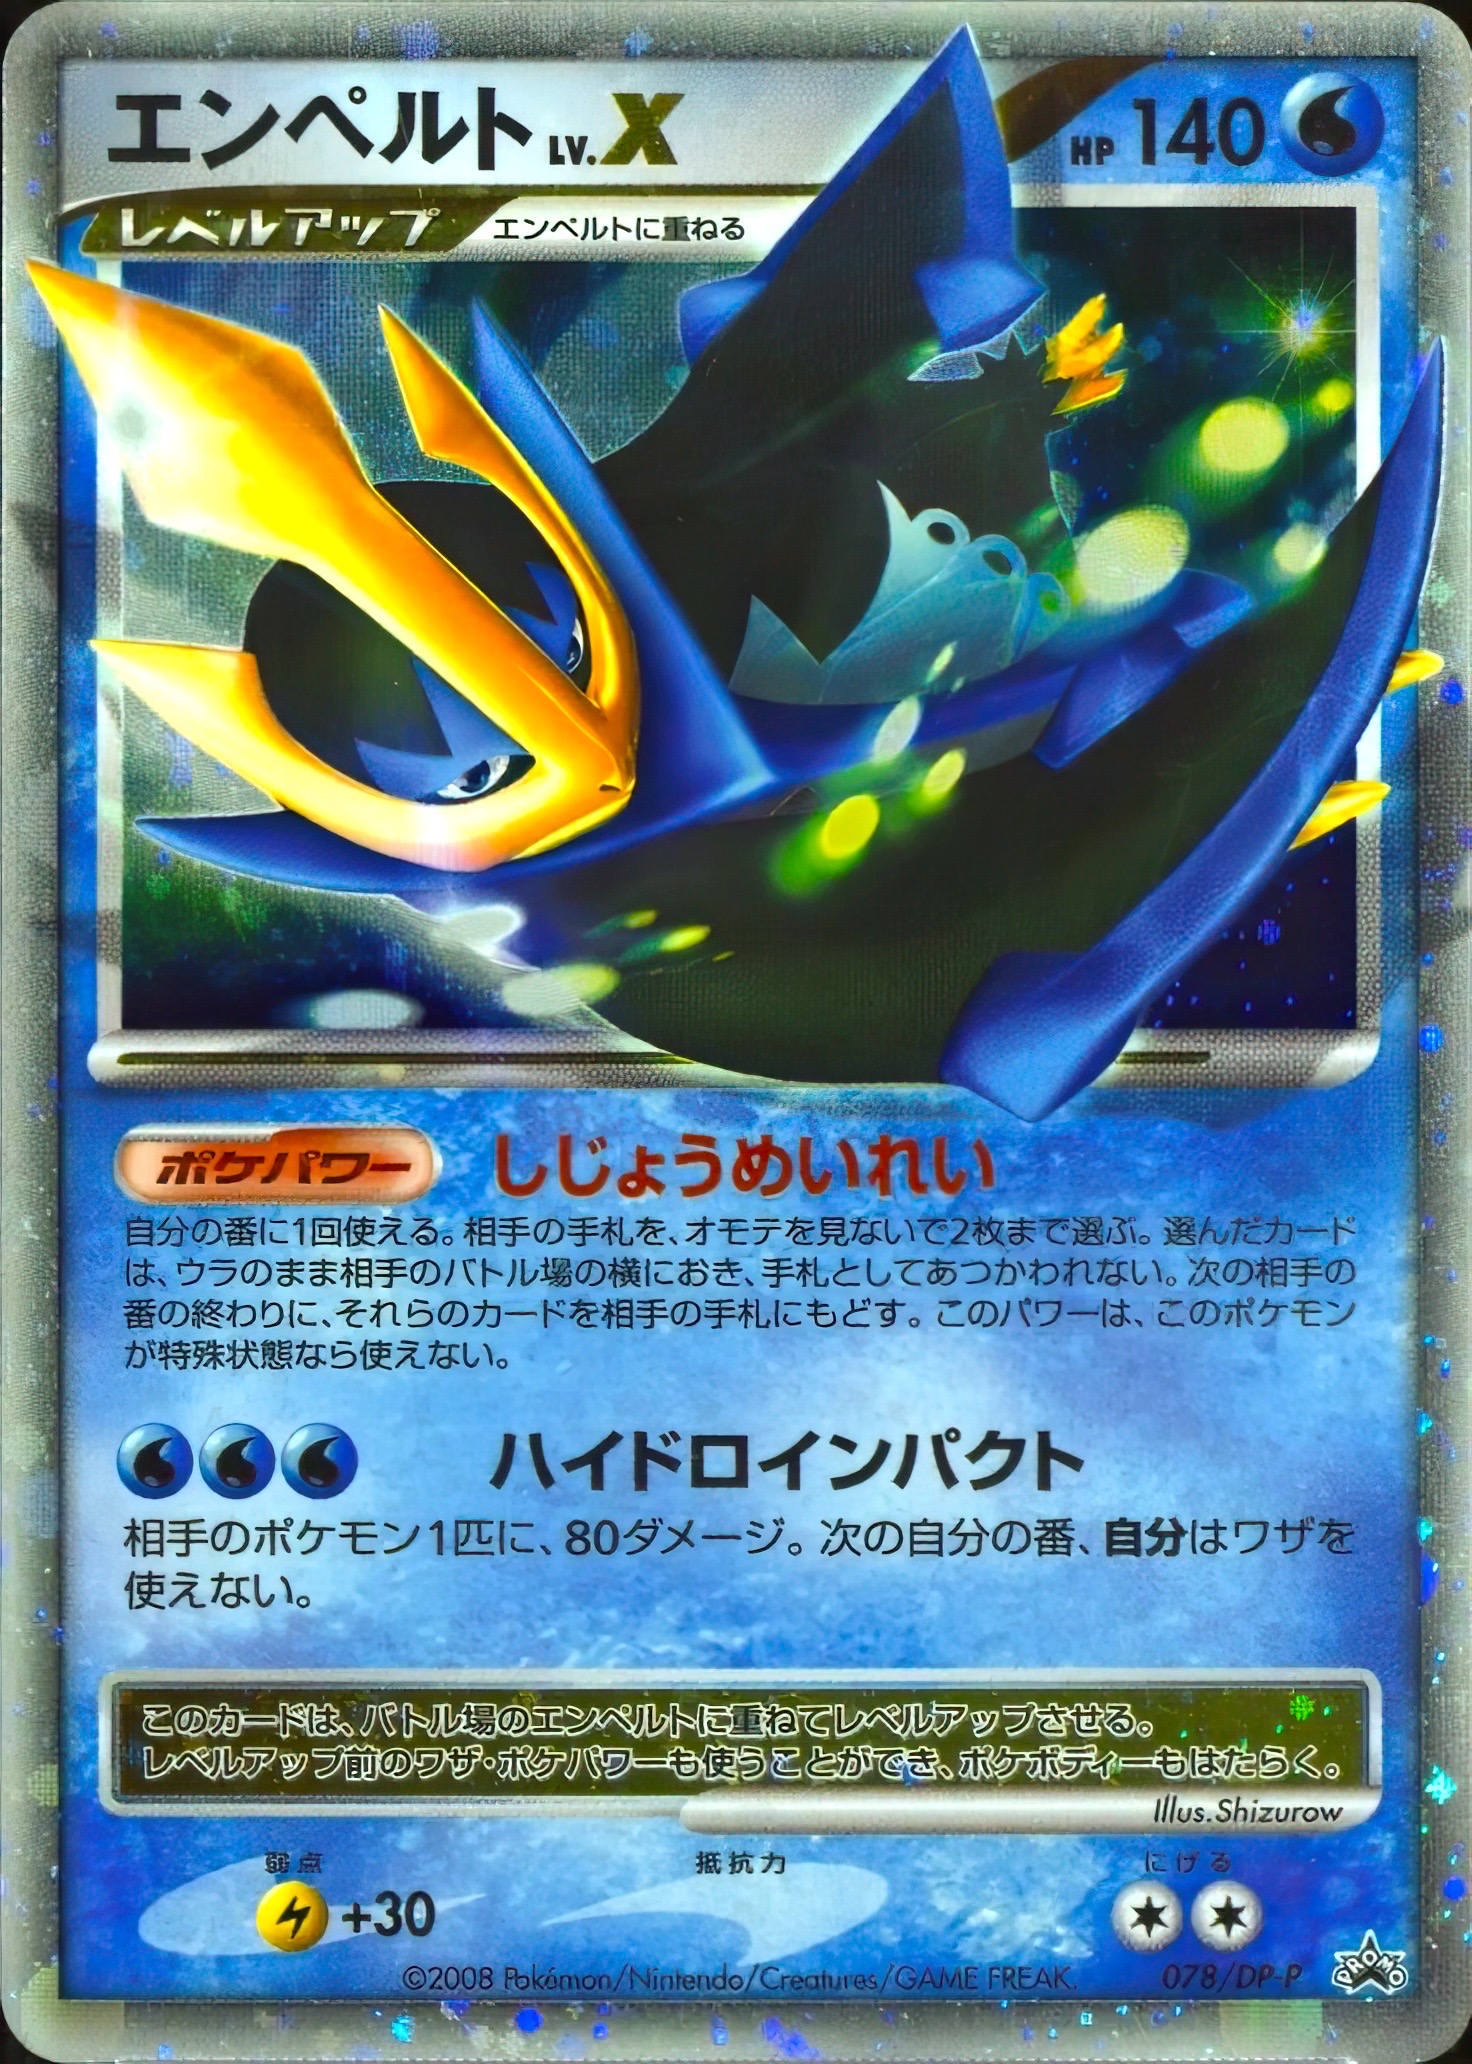 エンペルト LV.X HP 140
レベルアップ エンペルトに重ねる
ポケパワー しじょうめいれい
自分の番に1回使える。相手の手札を、オモテを見ないで2枚まで選ぶ。選んだカード
は、ウラのまま相手のバトル場の横におき、手札としてあつかわれない。次の相手の
番の終わりに、それらのカードを相手の手札にもどす。このパワーは、このポケモン
が特殊状態なら使えない。
ハイドロインパクト
相手のポケモン1匹に、80ダメージ。次の自分の番、自分はワザを
使えない。
このカードは、バトル場のエンペルトに重ねてレベルアップさせる。
レベルアップ前のワザ・ポケパワーも使うことができ、ポケボディーもはたらく。
Illus.Shizurow
弱点 抵抗力 にげる
+30
©2008 Pokémon/Nintendo/Creatures/GAME FREAK. 078/DP-P PROMO